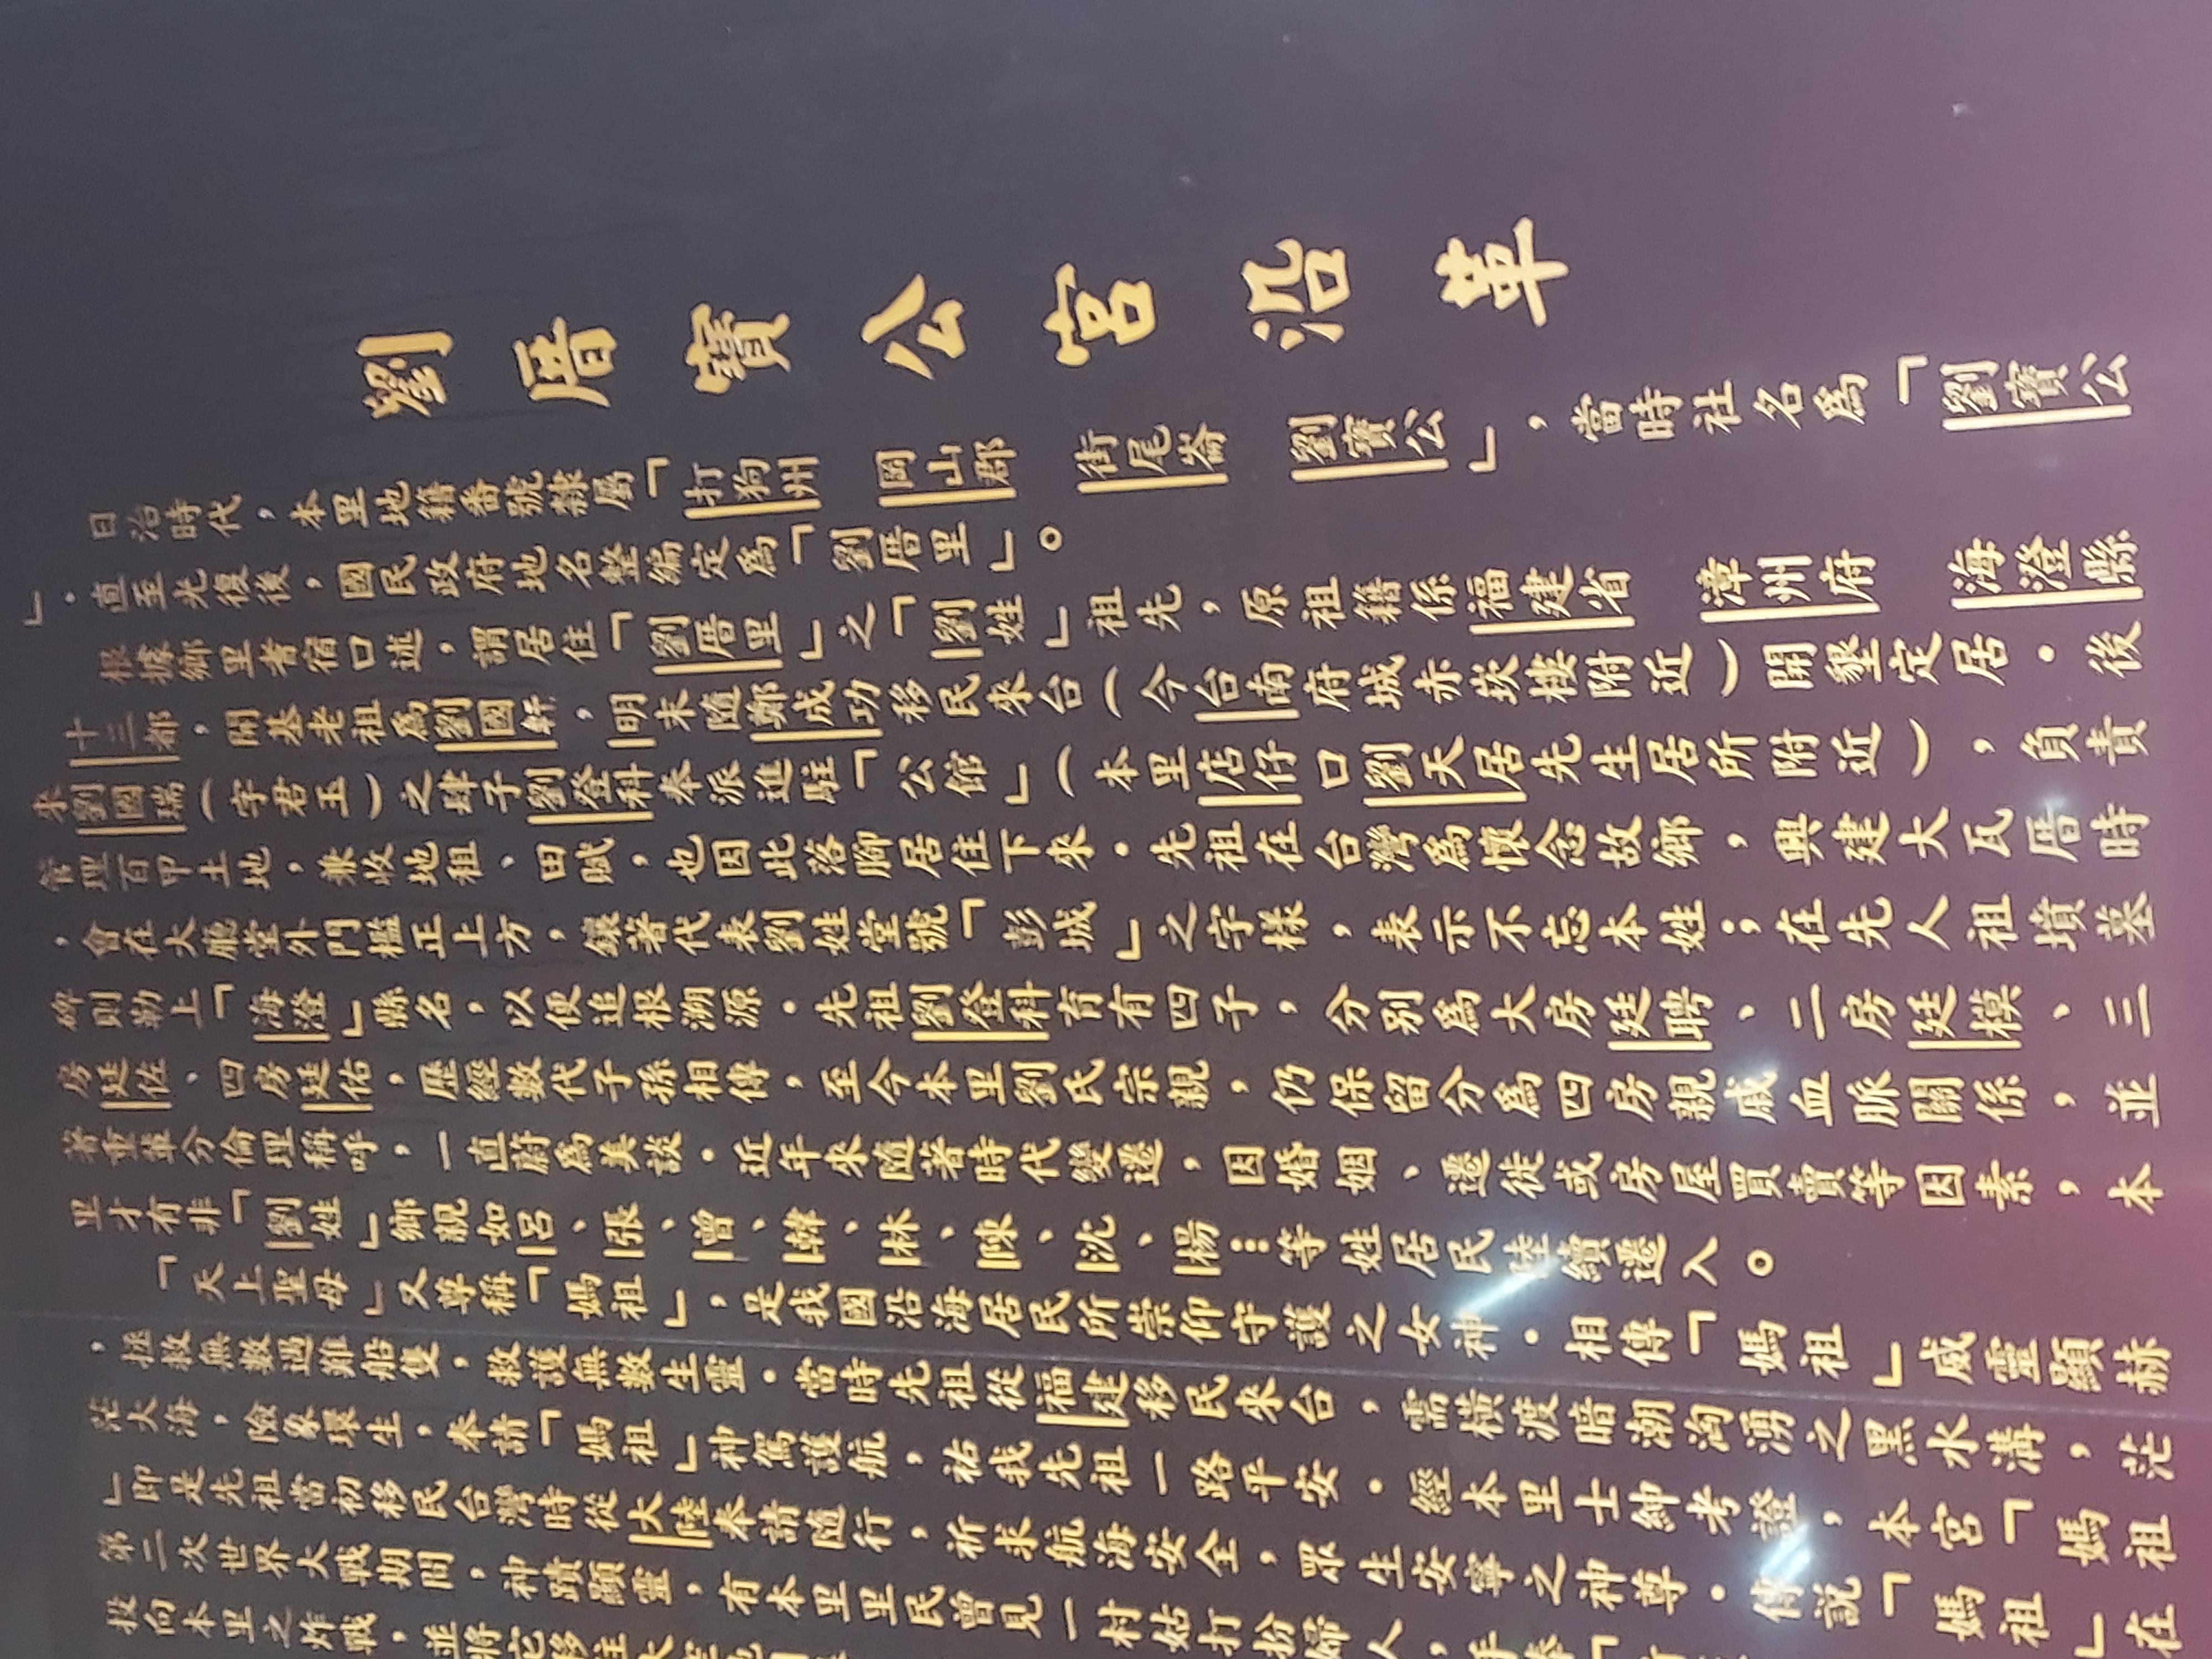 劉厝寶公宮沿革
日治時代，本里地籍番號隸屬「打狗州　岡山郡　街尾崙　劉寶公」，當時社名為「劉寶公
」．直至光復後，國民政府地名整編定為「劉厝里」。
根據鄉里耆宿口述，謂居住「劉厝里」之「劉姓」祖先，原祖籍係福建省　漳州府　海澄縣
十三都，開基老祖為劉國軒，明末隨鄭成功移民來台（今台南府城赤崁樓附近）開墾定居．後
來劉國瑞（字君玉）之肆子劉登科奉派進駐「公館」（本里店仔口劉天居先生居所附近），負責
管理百甲土地，兼收地租、田賦，也因此落腳居住下來．先祖在台灣為懷念故鄉，興建大瓦厝時
，會在大廳堂外門檻正上方，鑲著代表劉姓堂號「彭城」之字樣，表示不忘本姓；在先人祖墳墓
碑則勒上「海澄」縣名，以便追根溯源．先祖劉登科育有四子，分別為大房廷聘、二房廷模、三
房廷佐、四房廷佑，歷經數代子孫相傳，至今本里劉氏宗親，仍保留分為四房親戚血脈關係，並
著重輩分倫理稱呼，一直蔚為美談．近年來隨著時代變遷，因婚姻、遷徙或房屋買賣等因素，本
里才有非「劉姓」鄉親如呂、張、曾、韓、林、陳、沈、楊…等姓居民陸續遷入。
「天上聖母」又尊稱「媽祖」，是我國沿海居民所崇仰守護之女神．相傳「媽祖」威靈顯赫
，拯救無數遇難船隻，救護無數生靈．當時先祖從福建移民來台，需橫渡暗潮洶湧之黑水溝，茫
茫大海，險象環生，奉請「媽祖」神駕護航，祐我先祖一路平安．經本里士紳考證，本宮「媽祖
」即是先祖當初移民台灣時從大陸奉請隨行，祈求航海安全，眾生安寧之神尊．傳説「媽祖」在
第二次世界大戰期間，神蹟顯靈，有本里里民曾見一村姑打扮婦人，手捧「
投向本里之炸戰，並將它移往大空地